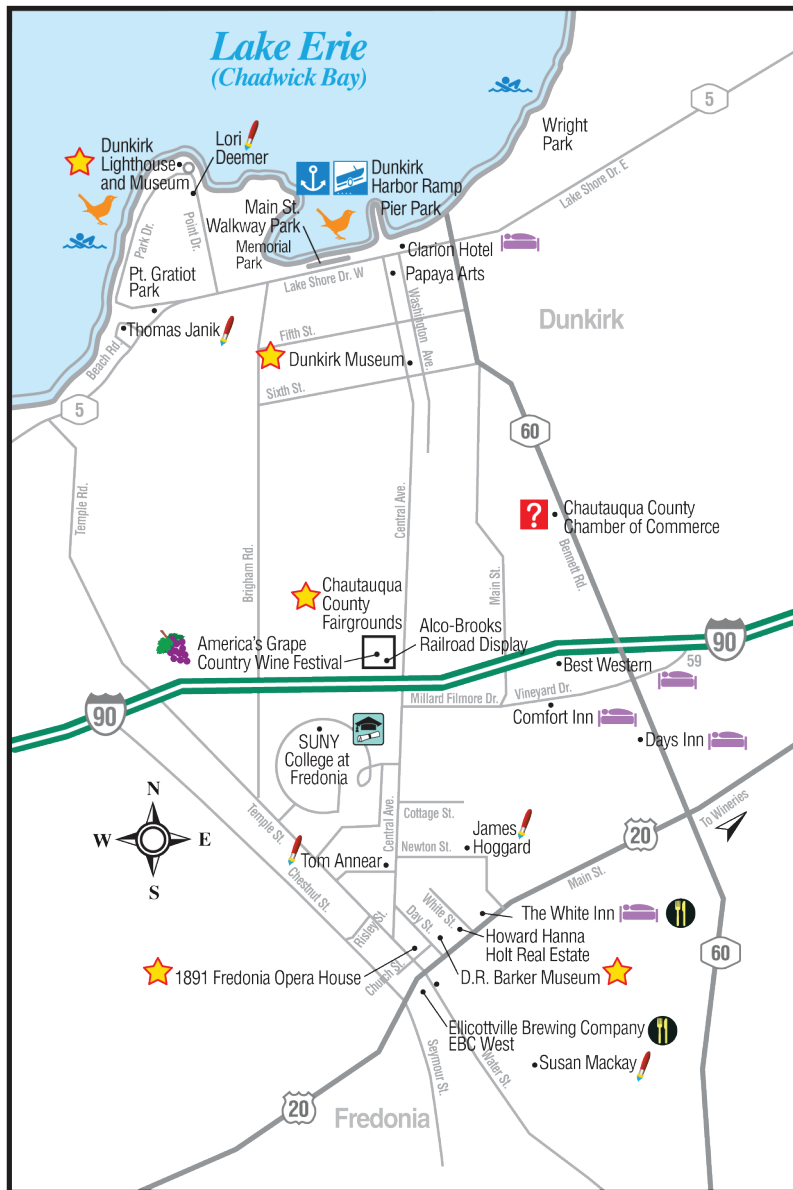 Lake Erie
(Chadwick Bay)
5
Wright
Park
Lake Shore Dr. E
Dunkirk
Lighthouse
and Museum
Lori
Deemer
Dunkirk
Harbor Ramp
Pier Park
Main St.
Walkway Park
Memorial
Park
Park Dr.
Point Dr.
Clarion Hotel
Papaya Arts
Pt. Gratiot
Park
Lake Shore Dr. W
Washington Ave.
Dunkirk
Thomas Janik
Beach Rd.
Fifth St.
Dunkirk Museum
Sixth St.
5
60
Temple Rd.
Brigham Rd.
Central Ave.
Main St.
Bennett Rd.
?
Chautauqua County
Chamber of Commerce
Chautauqua
County
Fairgrounds
Alco-Brooks
Railroad Display
America's Grape
Country Wine Festival
90
59
Best Western
Millard Filmore Dr.
Vineyard Dr.
90
Comfort Inn
Days Inn
SUNY
College at
Fredonia
N
W
E
S
Temple St.
Chestnut St.
Central Ave.
Cottage St.
Newton St.
James
Hoggard
Tom Annear
20
To Wineries
Main St.
Risley St.
Day St.
White St.
Church St.
The White Inn
Howard Hanna
Holt Real Estate
60
1891 Fredonia Opera House
D.R. Barker Museum
Ellicottville Brewing Company
EBC West
Seymour St.
Water St.
Susan Mackay
20
Fredonia